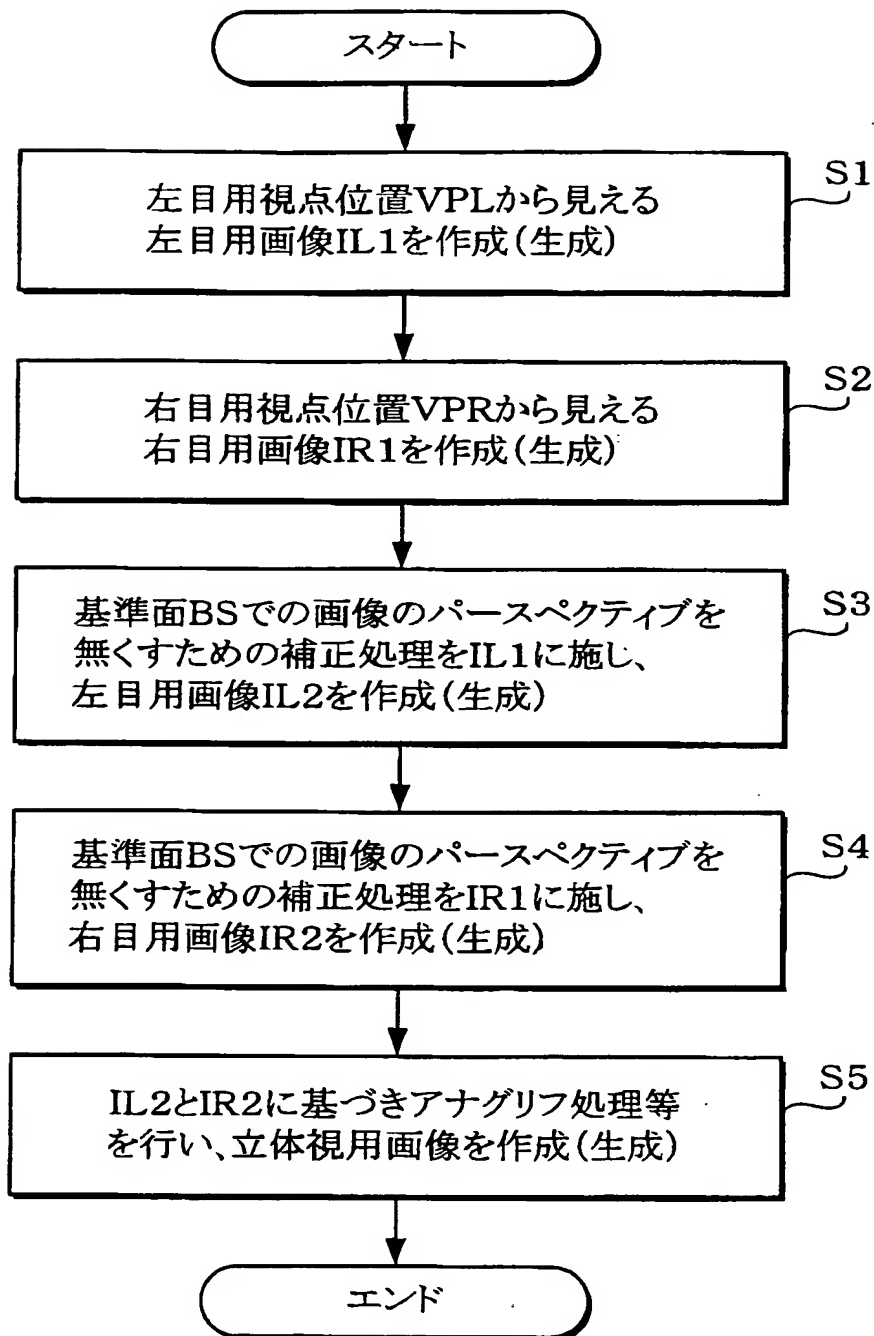 スタート
左目用視点位置VPLから見える
左目用画像IL1を作成(生成)
S1
右目用視点位置VPRから見える
右目用画像IR1を作成(生成)
S2
基準面BSでの画像のパースペクティブを
無くすための補正処理をIL1に施し、
左目用画像IL2を作成(生成)
S3
基準面BSでの画像のパースペクティブを
無くすための補正処理をIR1に施し、
右目用画像IR2を作成(生成)
S4
IL2とIR2に基づきアナグリフ処理等
を行い、立体視用画像を作成(生成)
S5
エンド